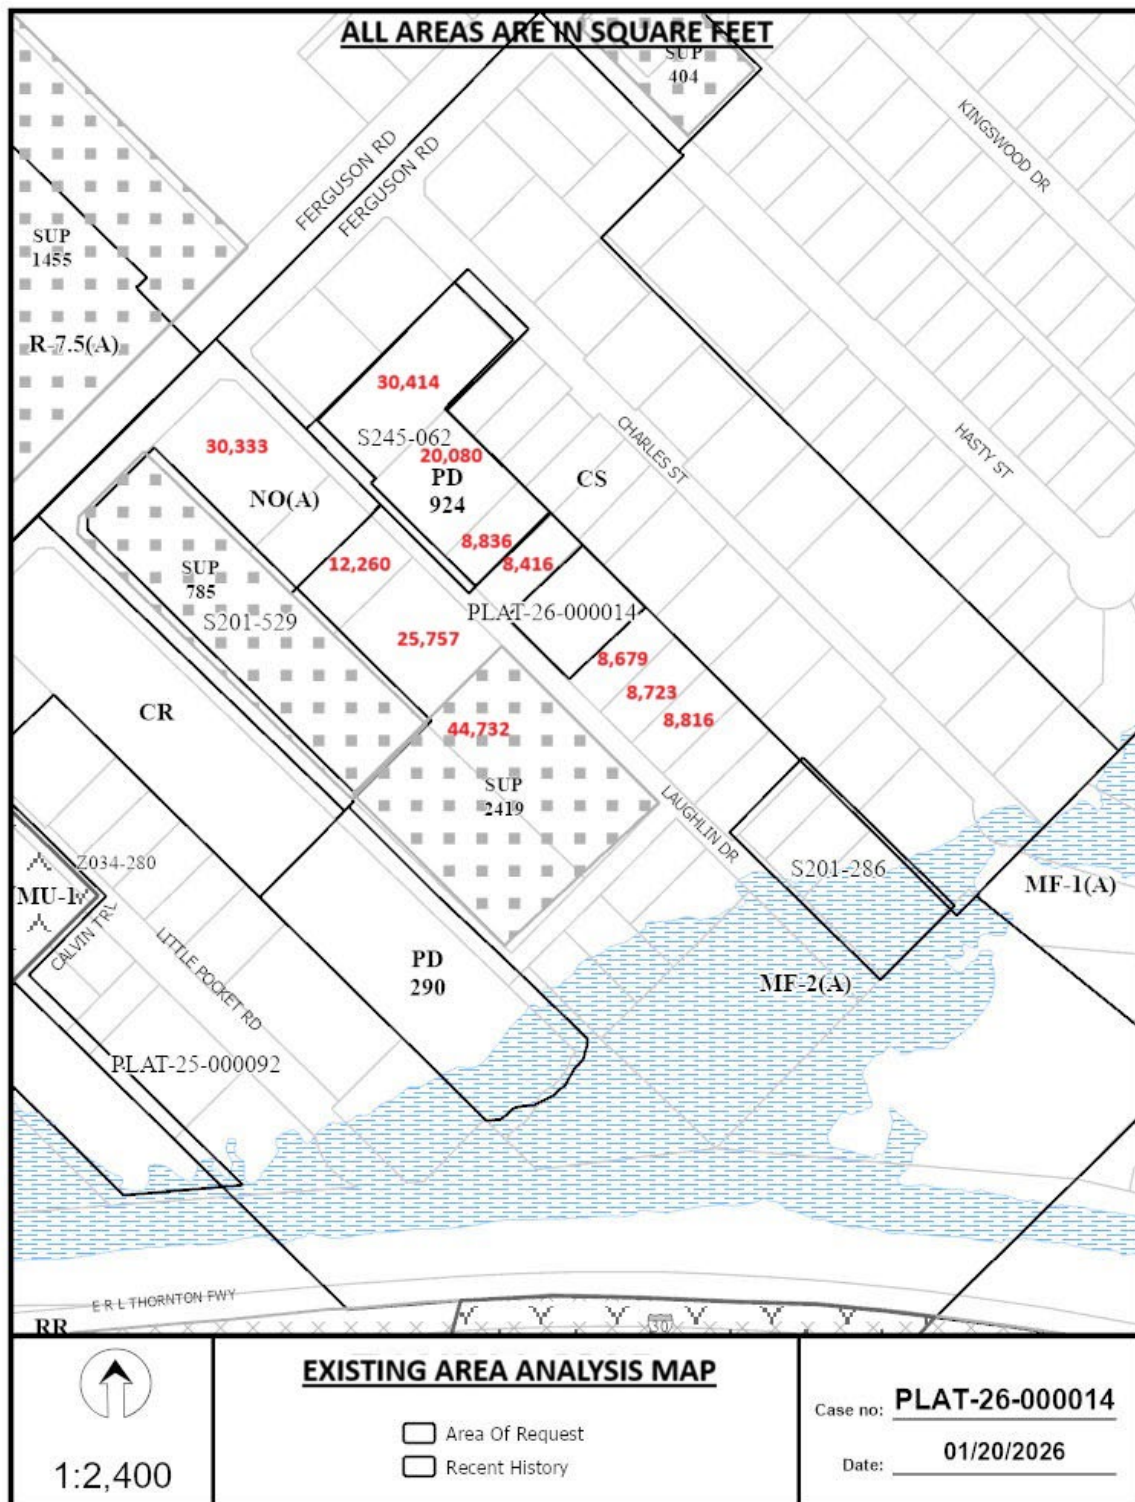 ALL AREAS ARE IN SQUARE FEET
SUP
404
KINGSWOOD DR
FERGUSON RD
FERGUSON RD
SUP
1455
R-7.5(A)
30,414
CHARLES ST
HASTY ST
30,333
S245-062
20,080
PD
924
CS
NO(A)
8,836
8,416
12,260
SUP
785
S201-529
PLAT-26-000014
25,757
8,679
8,723
8,816
CR
44,732
SUP
2419
LAUGHLIN DR
Z034-280
S201-286
MU-1
MF-1(A)
CALVIN TRL
LITTLE POCKET RD
PD
290
MF-2(A)
PLAT-25-000092
E R L THORNTON FWY
RR
30
1:2,400
EXISTING AREA ANALYSIS MAP
Area Of Request
Recent History
Case no: PLAT-26-000014
Date: 01/20/2026